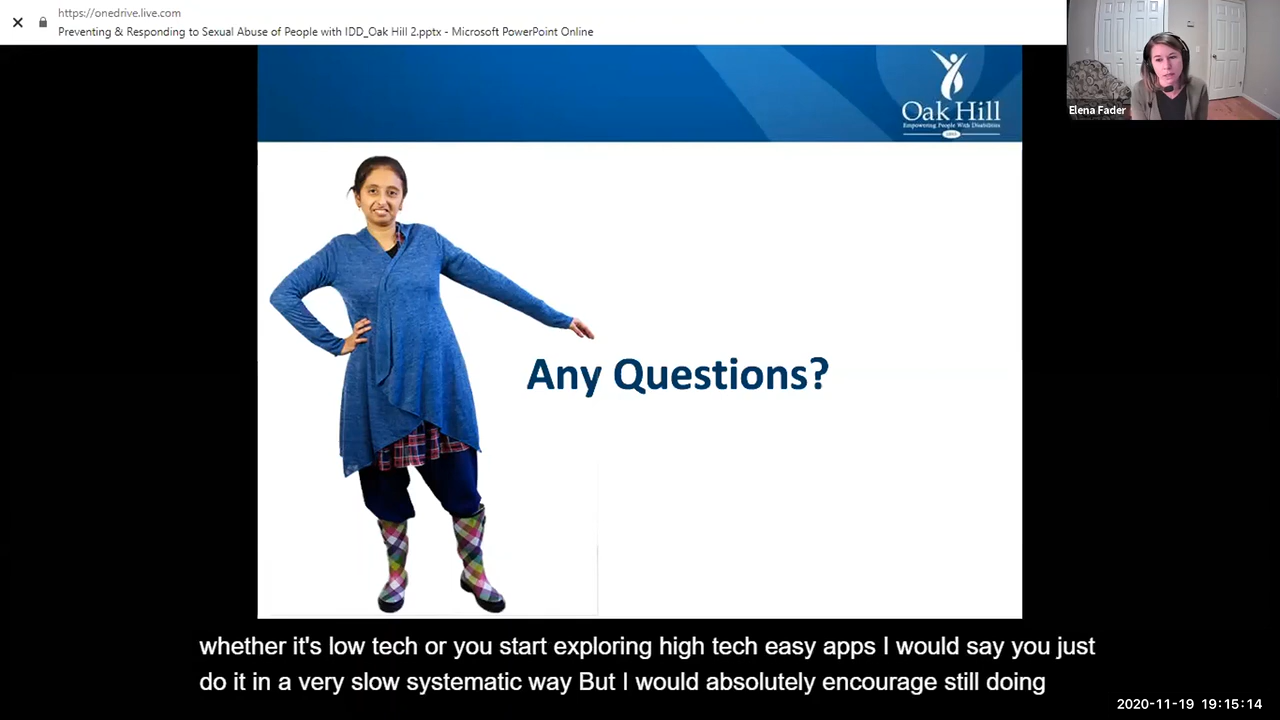 https://onedrive.live.com
Preventing & Responding to Sexual Abuse of People with IDD_Oak Hill 2.pptx - Microsoft PowerPoint Online
Elena Fader
Oak Hill
Empowering People With Disabilities
Any Questions?
whether it's low tech or you start exploring high tech easy apps I would say you just
do it in a very slow systematic way But I would absolutely encourage still doing
2020-11-19 19:15:14